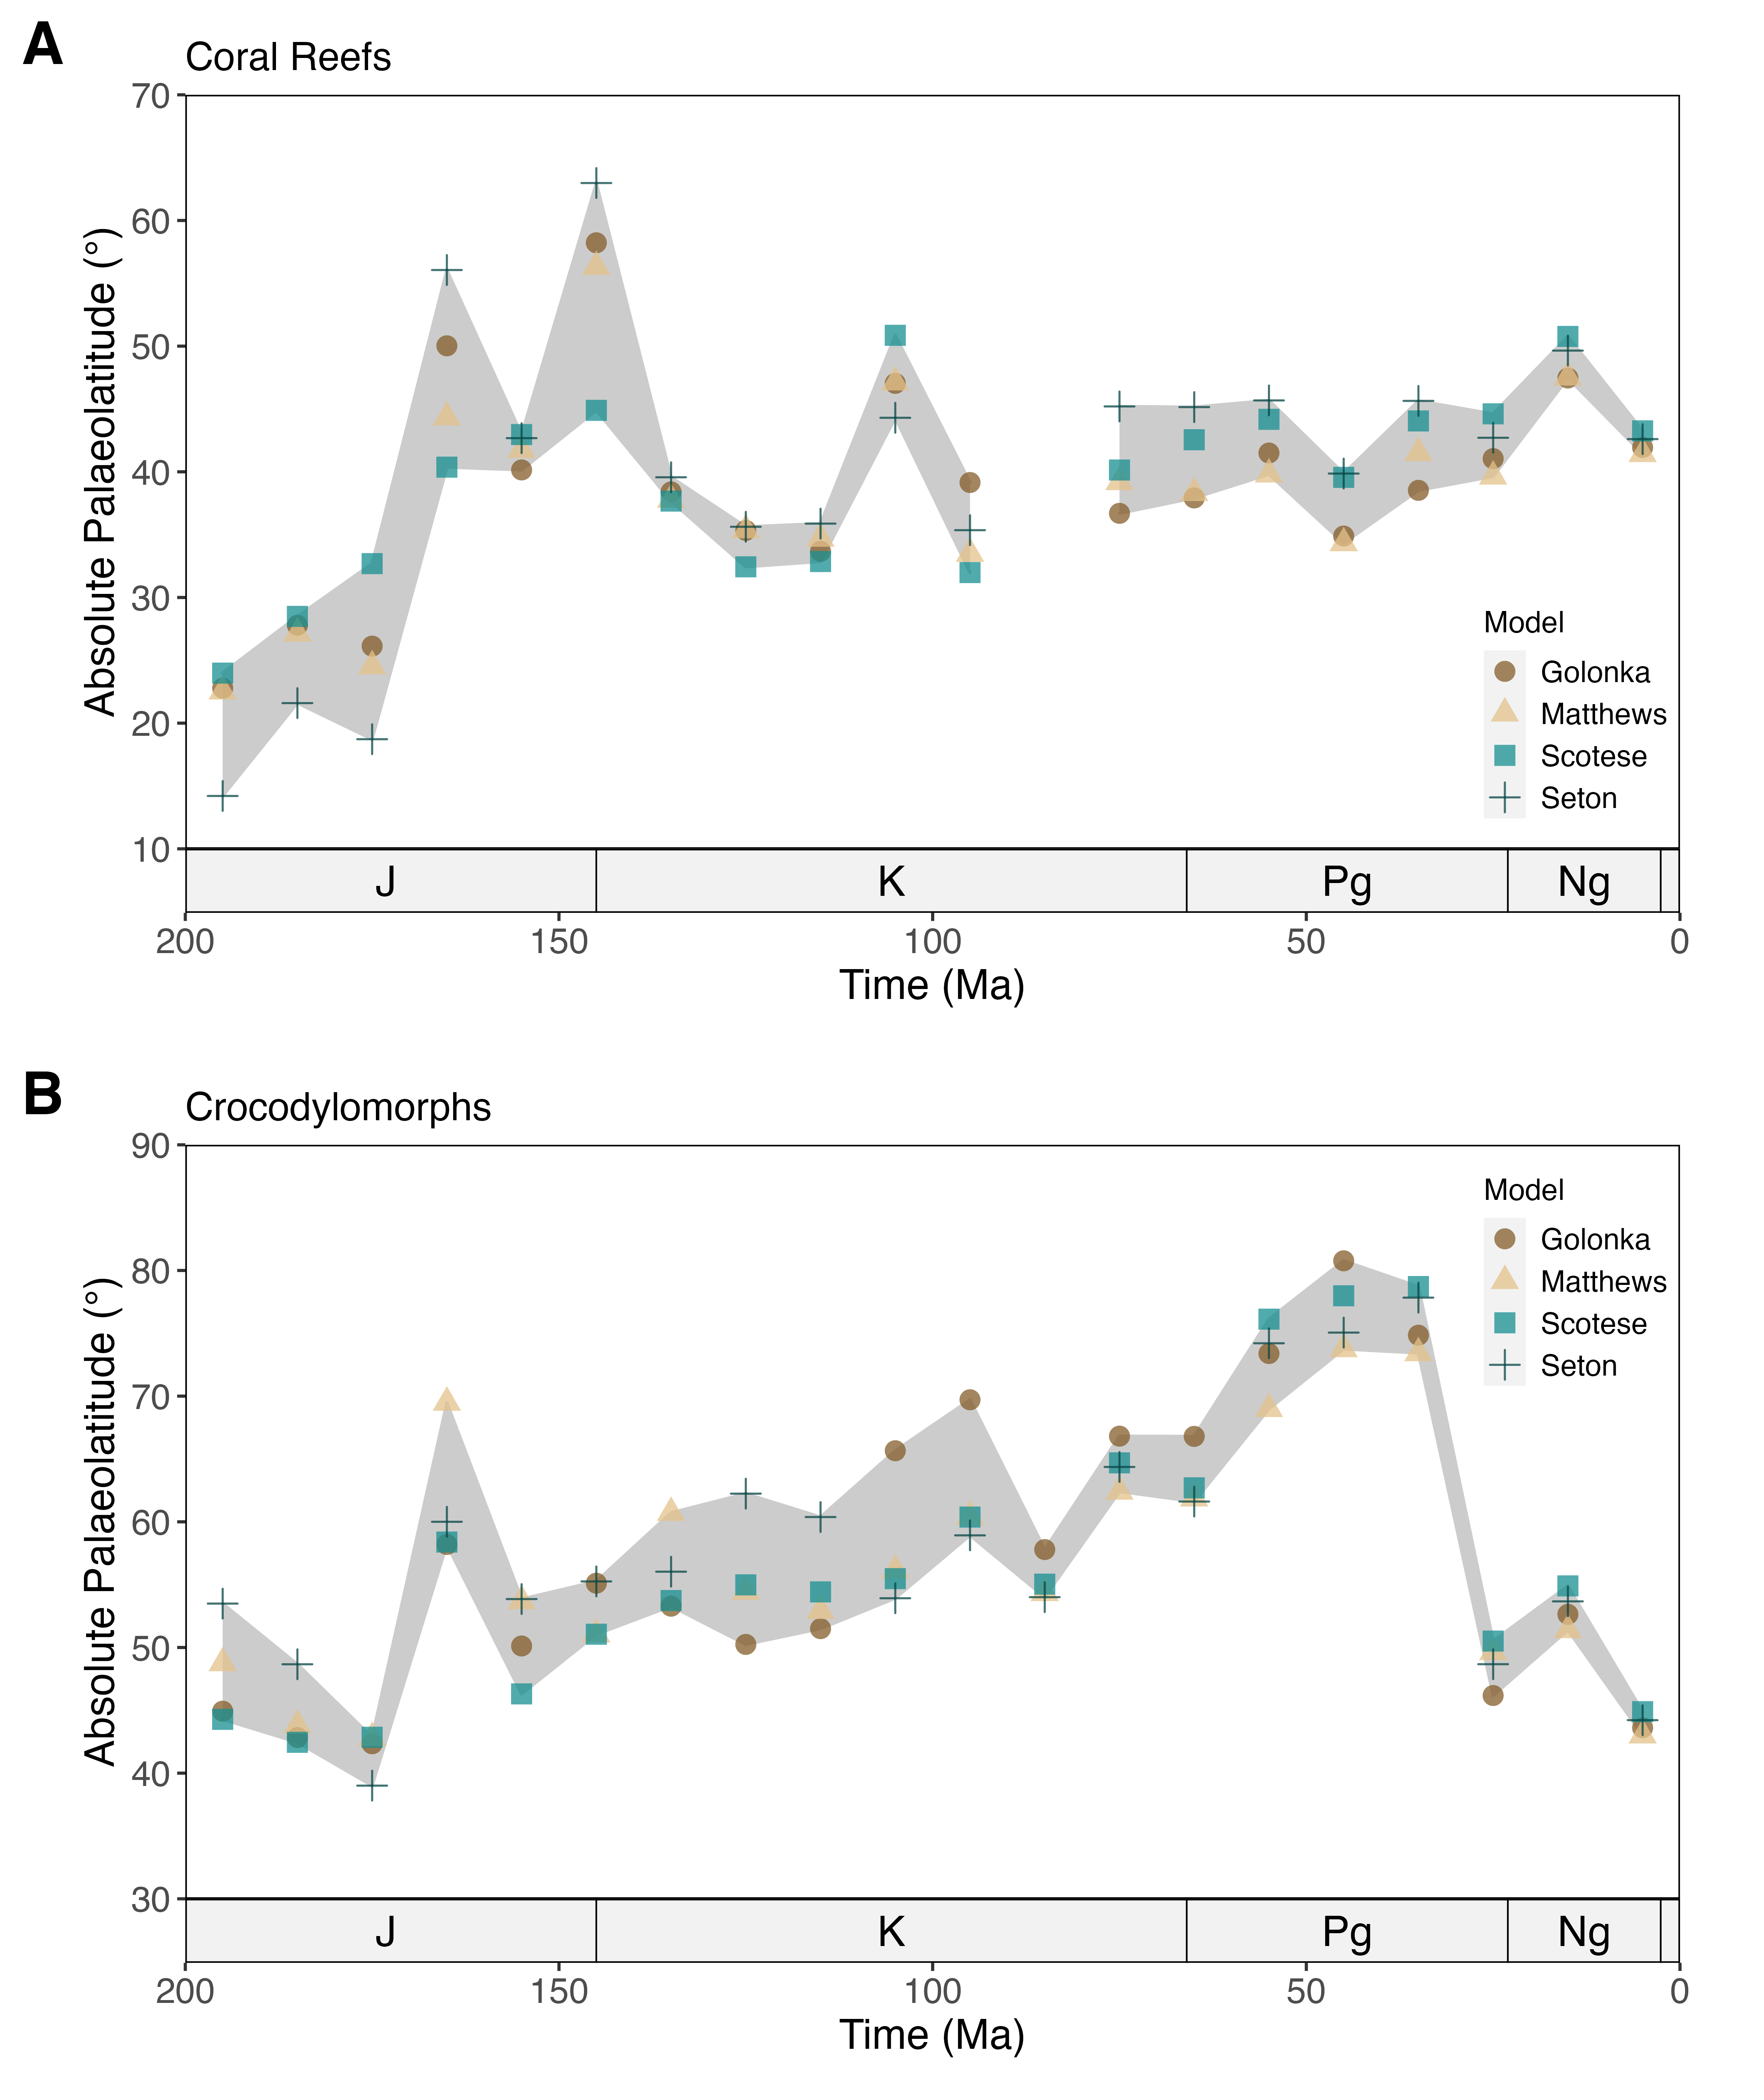 A
Coral Reefs
Absolute Palaeolatitude (°)
70
60
50
40
30
20
10
Model
Golonka
Matthews
Scotese
Seton
J K Pg Ng
200 150 100 50 0
Time (Ma)
B
Crocodylomorphs
Absolute Palaeolatitude (°)
90
80
70
60
50
40
30
Model
Golonka
Matthews
Scotese
Seton
J K Pg Ng
200 150 100 50 0
Time (Ma)